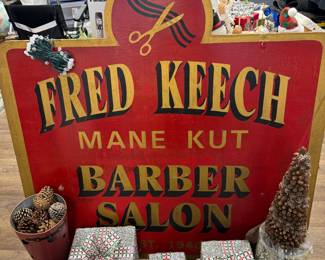 FRED KEECH
MANE KUT
BARBER
SALON